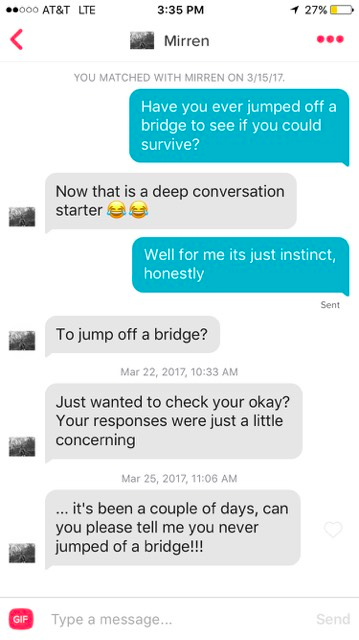 AT&T LTE 3:35 PM 27%
Mirren
YOU MATCHED WITH MIRREN ON 3/15/17.
Have you ever jumped off a
bridge to see if you could
survive?
Now that is a deep conversation
starter 😂😂
Well for me its just instinct,
honestly
Sent
To jump off a bridge?
Mar 22, 2017, 10:33 AM
Just wanted to check your okay?
Your responses were just a little
concerning
Mar 25, 2017, 11:06 AM
... it's been a couple of days, can
you please tell me you never
jumped of a bridge!!!
GIF Type a message... Send